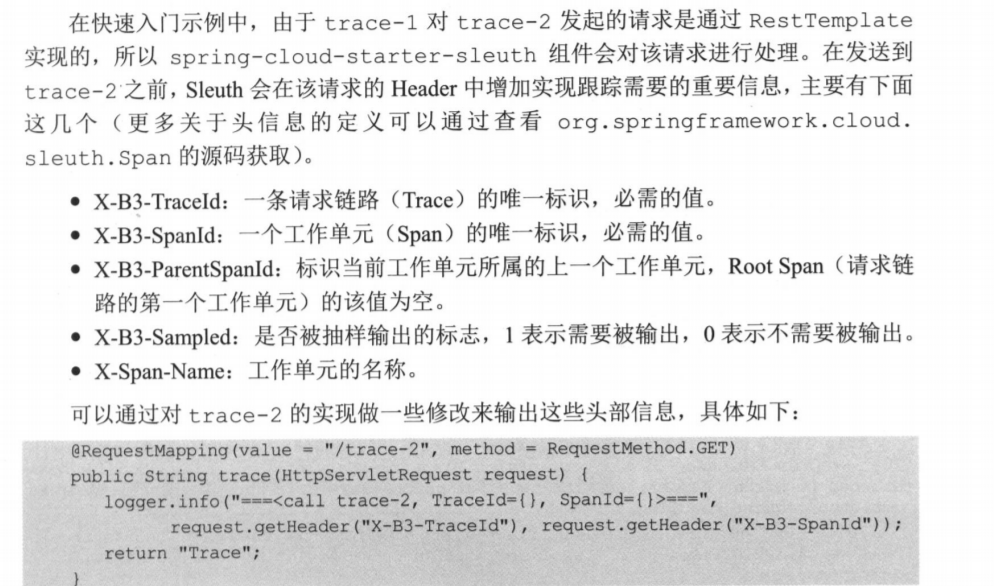 在快速入门示例中，由于 trace-1 对 trace-2 发起的请求是通过 RestTemplate
实现的，所以 spring-cloud-starter-sleuth 组件会对该请求进行处理。在发送到
trace-2 之前，Sleuth 会在该请求的 Header 中增加实现跟踪需要的重要信息，主要有下面
这几个（更多关于头信息的定义可以通过查看 org.springframework.cloud.
sleuth.Span 的源码获取）。
• X-B3-TraceId：一条请求链路（Trace）的唯一标识，必需的值。
• X-B3-SpanId：一个工作单元（Span）的唯一标识，必需的值。
• X-B3-ParentSpanId：标识当前工作单元所属的上一个工作单元，Root Span（请求链
路的第一个工作单元）的该值为空。
• X-B3-Sampled：是否被抽样输出的标志，1 表示需要被输出，0 表示不需要被输出。
• X-Span-Name：工作单元的名称。
可以通过对 trace-2 的实现做一些修改来输出这些头部信息，具体如下：
@RequestMapping(value = "/trace-2", method = RequestMethod.GET)
public String trace(HttpServletRequest request) {
logger.info("===<call trace-2, TraceId={}, SpanId={}>===",
request.getHeader("X-B3-TraceId"), request.getHeader("X-B3-SpanId"));
return "Trace";
}